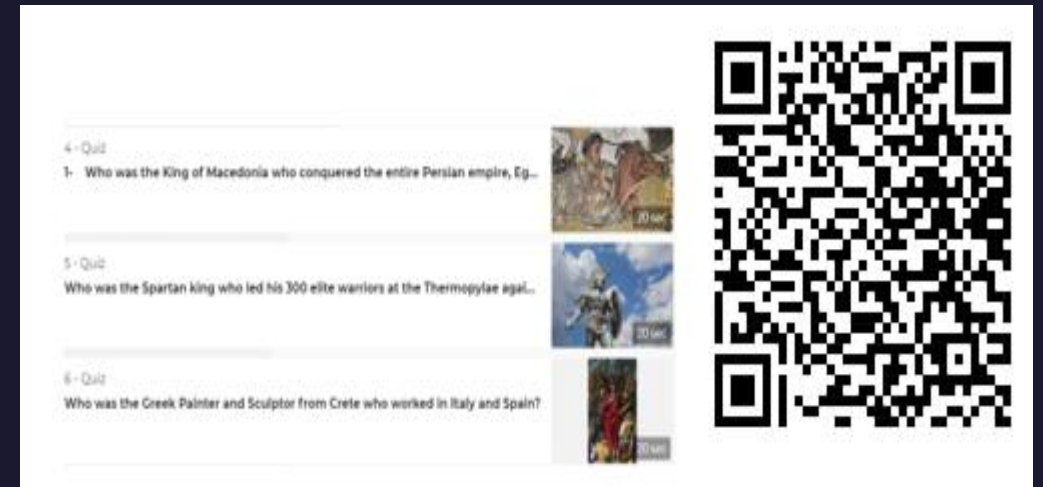 4 - Quiz
1- Who was the King of Macedonia who conquered the entire Persian empire, Eg...
20 sec
5 - Quiz
Who was the Spartan king who led his 300 elite warriors at the Thermopylae agai...
20 sec
6 - Quiz
Who was the Greek Painter and Sculptor from Crete who worked in Italy and Spain?
20 sec